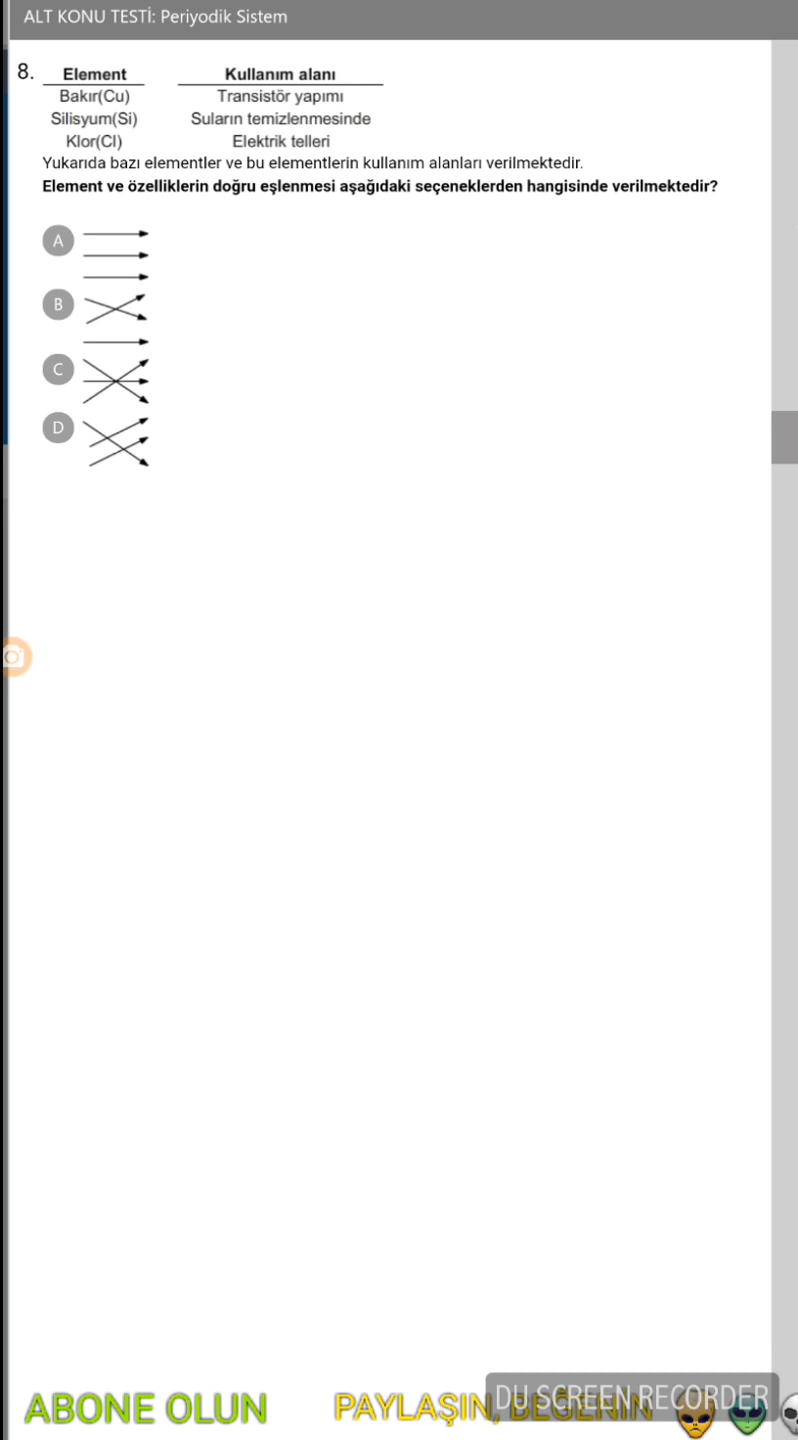 ALT KONU TESTİ: Periyodik Sistem
8. Element Kullanım alanı
Bakır(Cu) Transistör yapımı
Silisyum(Si) Suların temizlenmesinde
Klor(Cl) Elektrik telleri
Yukarıda bazı elementler ve bu elementlerin kullanım alanları verilmektedir.
Element ve özelliklerin doğru eşlenmesi aşağıdaki seçeneklerden hangisinde verilmektedir?
A
B
C
D
DU SCREEN RECORDER
ABONE OLUN PAYLAŞIN, BEĞENİN